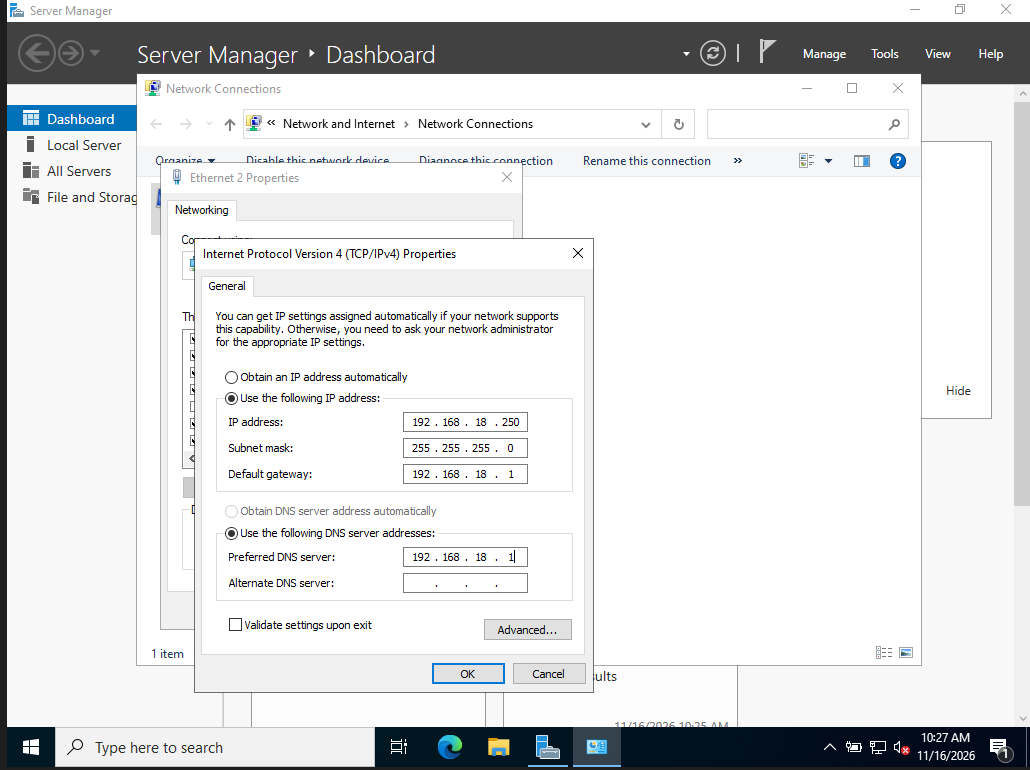 Server Manager
Server Manager ‣ Dashboard
Manage Tools View Help
Network Connections
« Network and Internet › Network Connections
Organize Disable this network device Diagnose this connection Rename this connection »
Dashboard
Local Server
All Servers
File and Storag
Ethernet 2 Properties
Networking
Internet Protocol Version 4 (TCP/IPv4) Properties
General
You can get IP settings assigned automatically if your network supports
this capability. Otherwise, you need to ask your network administrator
for the appropriate IP settings.
Obtain an IP address automatically
Use the following IP address:
IP address: 192 . 168 . 18 . 250
Subnet mask: 255 . 255 . 255 . 0
Default gateway: 192 . 168 . 18 . 1
Obtain DNS server address automatically
Use the following DNS server addresses:
Preferred DNS server: 192 . 168 . 18 . 1
Alternate DNS server: . . .
Validate settings upon exit
Advanced...
OK Cancel
Hide
1 item
11/16/2026 10:25 AM
Type here to search
10:27 AM
11/16/2026
1